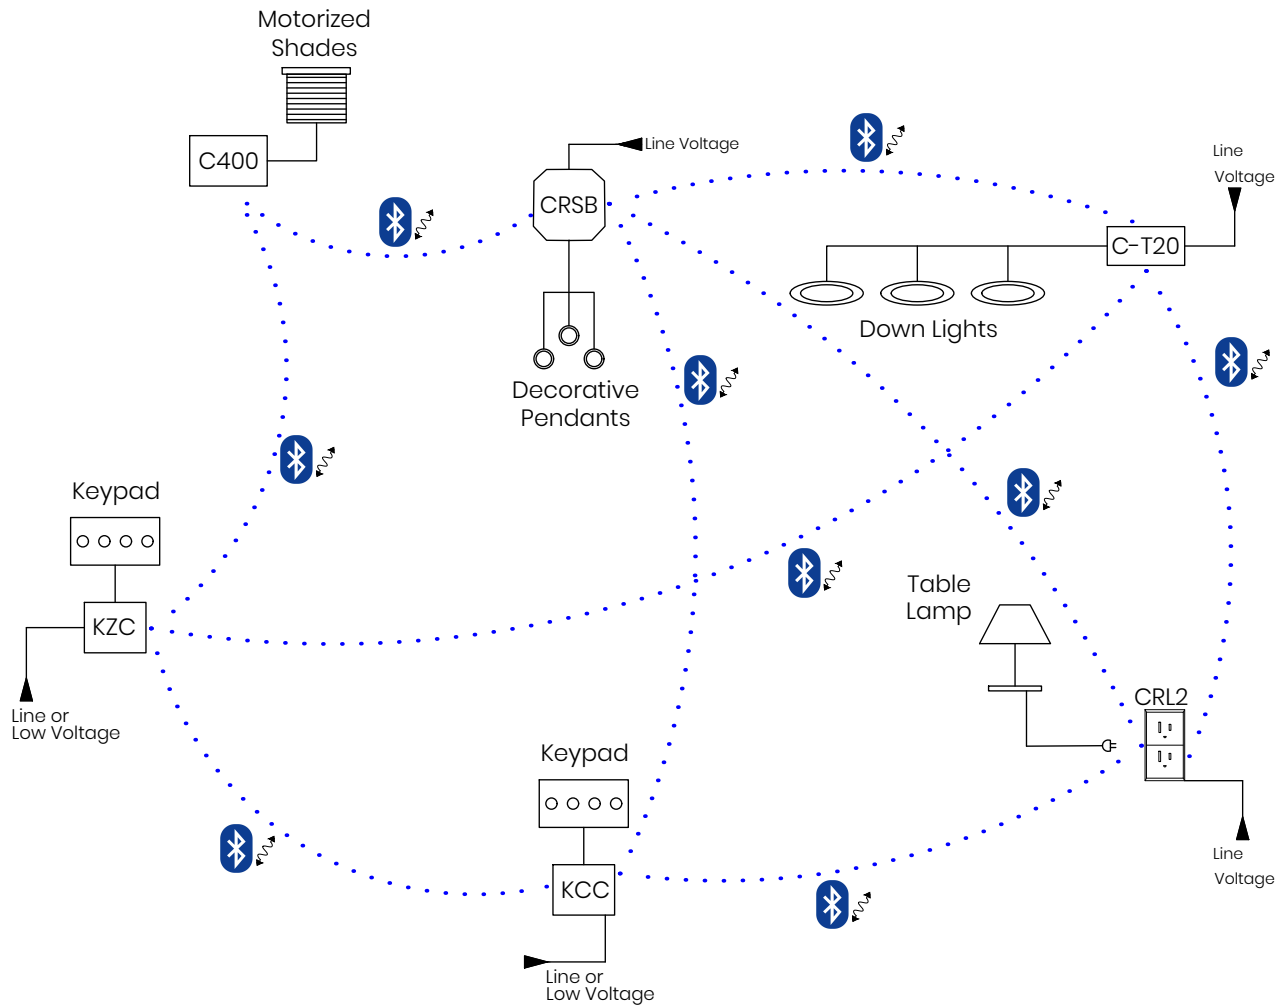 Motorized
Shades
C400
CRSB
Line Voltage
Line
Voltage
C-T20
Down Lights
Decorative
Pendants
Keypad
KZC
Line or
Low Voltage
Table
Lamp
CRL2
Keypad
KCC
Line or
Low Voltage
Line
Voltage